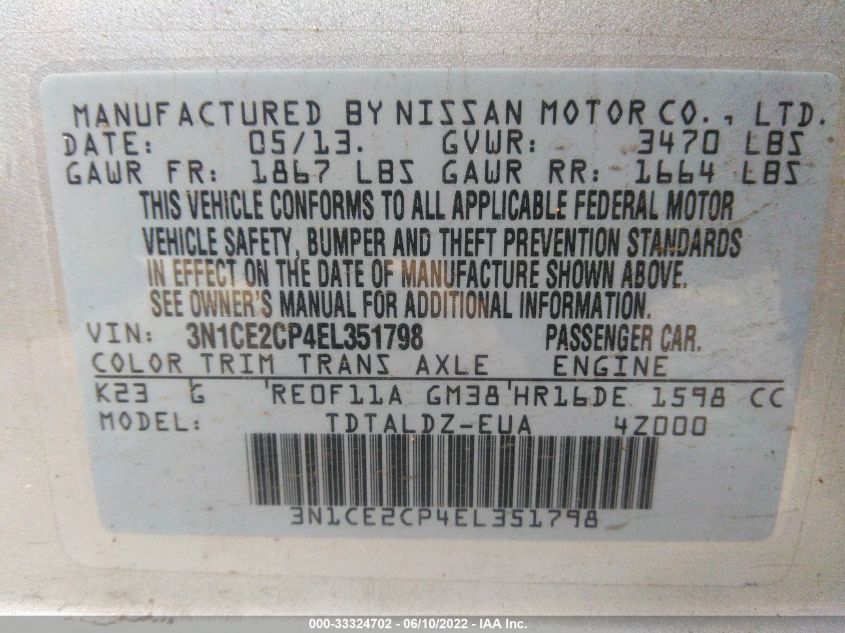 MANUFACTURED BY NISSAN MOTOR CO., LTD.
DATE: 05/13. GVWR: 3470 LBS
GAWR FR: 1867 LBS GAWR RR: 1664 LBS
THIS VEHICLE CONFORMS TO ALL APPLICABLE FEDERAL MOTOR
VEHICLE SAFETY, BUMPER AND THEFT PREVENTION STANDARDS
IN EFFECT ON THE DATE OF MANUFACTURE SHOWN ABOVE.
SEE OWNER'S MANUAL FOR ADDITIONAL INFORMATION.
VIN: 3N1CE2CP4EL351798 PASSENGER CAR.
COLOR TRIM TRANS AXLE ENGINE
K23 G RE0F11A GM38 HR16DE 1598 CC
MODEL: TDTALDZ-EUA 4Z000
3N1CE2CP4EL351798
000-33324702 - 06/10/2022 - IAA Inc.